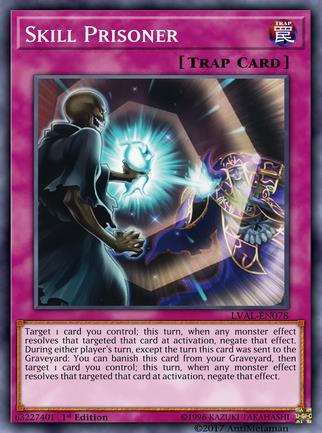 Skill Prisoner
TRAP
罠
[Trap Card]
LVAL-EN078
Target 1 card you control; this turn, when any monster effect
resolves that targeted that card at activation, negate that effect.
During either player's turn, except the turn this card was sent to the
Graveyard: You can banish this card from your Graveyard, then
target 1 card you control; this turn, when any monster effect
resolves that targeted that card at activation, negate that effect.
63227401 1st Edition ©1996 KAZUKI TAKAHASHI
©2017 AntiMetaman